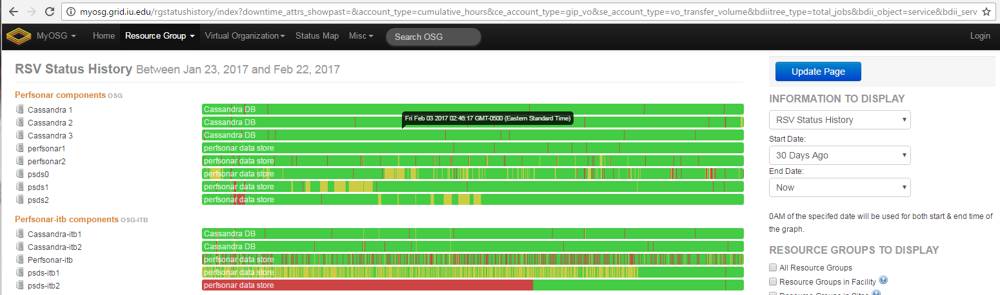 myosg.grid.iu.edu/rgstatushistory/index?downtime_attrs_showpast=&account_type=cumulative_hours&ce_account_type=gip_vo&se_account_type=vo_transfer_volume&bdiitree_type=total_jobs&bdii_object=service&bdii_serv
MyOSG Home Resource Group Virtual Organization Status Map Misc Search OSG Login
RSV Status History Between Jan 23, 2017 and Feb 22, 2017
Perfsonar components OSG
Cassandra 1 Cassandra DB
Cassandra 2 Cassandra DB
Fri Feb 03 2017 02:46:17 GMT-0500 (Eastern Standard Time)
Cassandra 3 Cassandra DB
perfsonar1 perfsonar data store
perfsonar2 perfsonar data store
psds0 perfsonar data store
psds1 perfsonar data store
psds2 perfsonar data store
Perfsonar-itb components OSG-ITB
Cassandra-itb1 Cassandra DB
Cassandra-itb2 Cassandra DB
Perfsonar-itb perfsonar data store
psds-itb1 perfsonar data store
psds-itb2 perfsonar data store
Update Page
INFORMATION TO DISPLAY
RSV Status History
Start Date:
30 Days Ago
End Date:
Now
0AM of the specifed date will be used for both start & end time of
the graph.
RESOURCE GROUPS TO DISPLAY
All Resource Groups
Resource Groups in Facility
Resource Groups in Sites